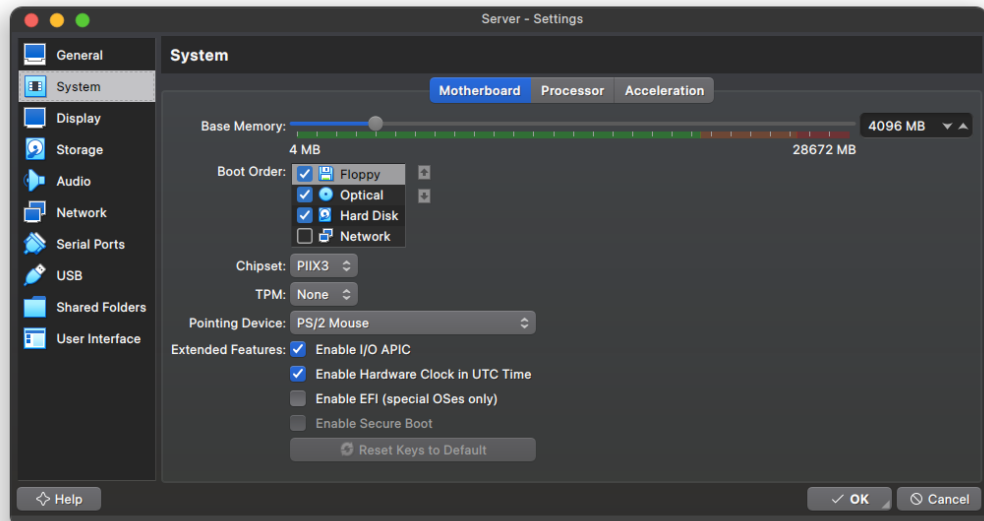 Server - Settings
General
System
Display
Storage
Audio
Network
Serial Ports
USB
Shared Folders
User Interface
System
Motherboard Processor Acceleration
Base Memory: 4096 MB
4 MB 28672 MB
Boot Order: Floppy
Optical
Hard Disk
Network
Chipset: PIIX3
TPM: None
Pointing Device: PS/2 Mouse
Extended Features: Enable I/O APIC
Enable Hardware Clock in UTC Time
Enable EFI (special OSes only)
Enable Secure Boot
Reset Keys to Default
Help OK Cancel